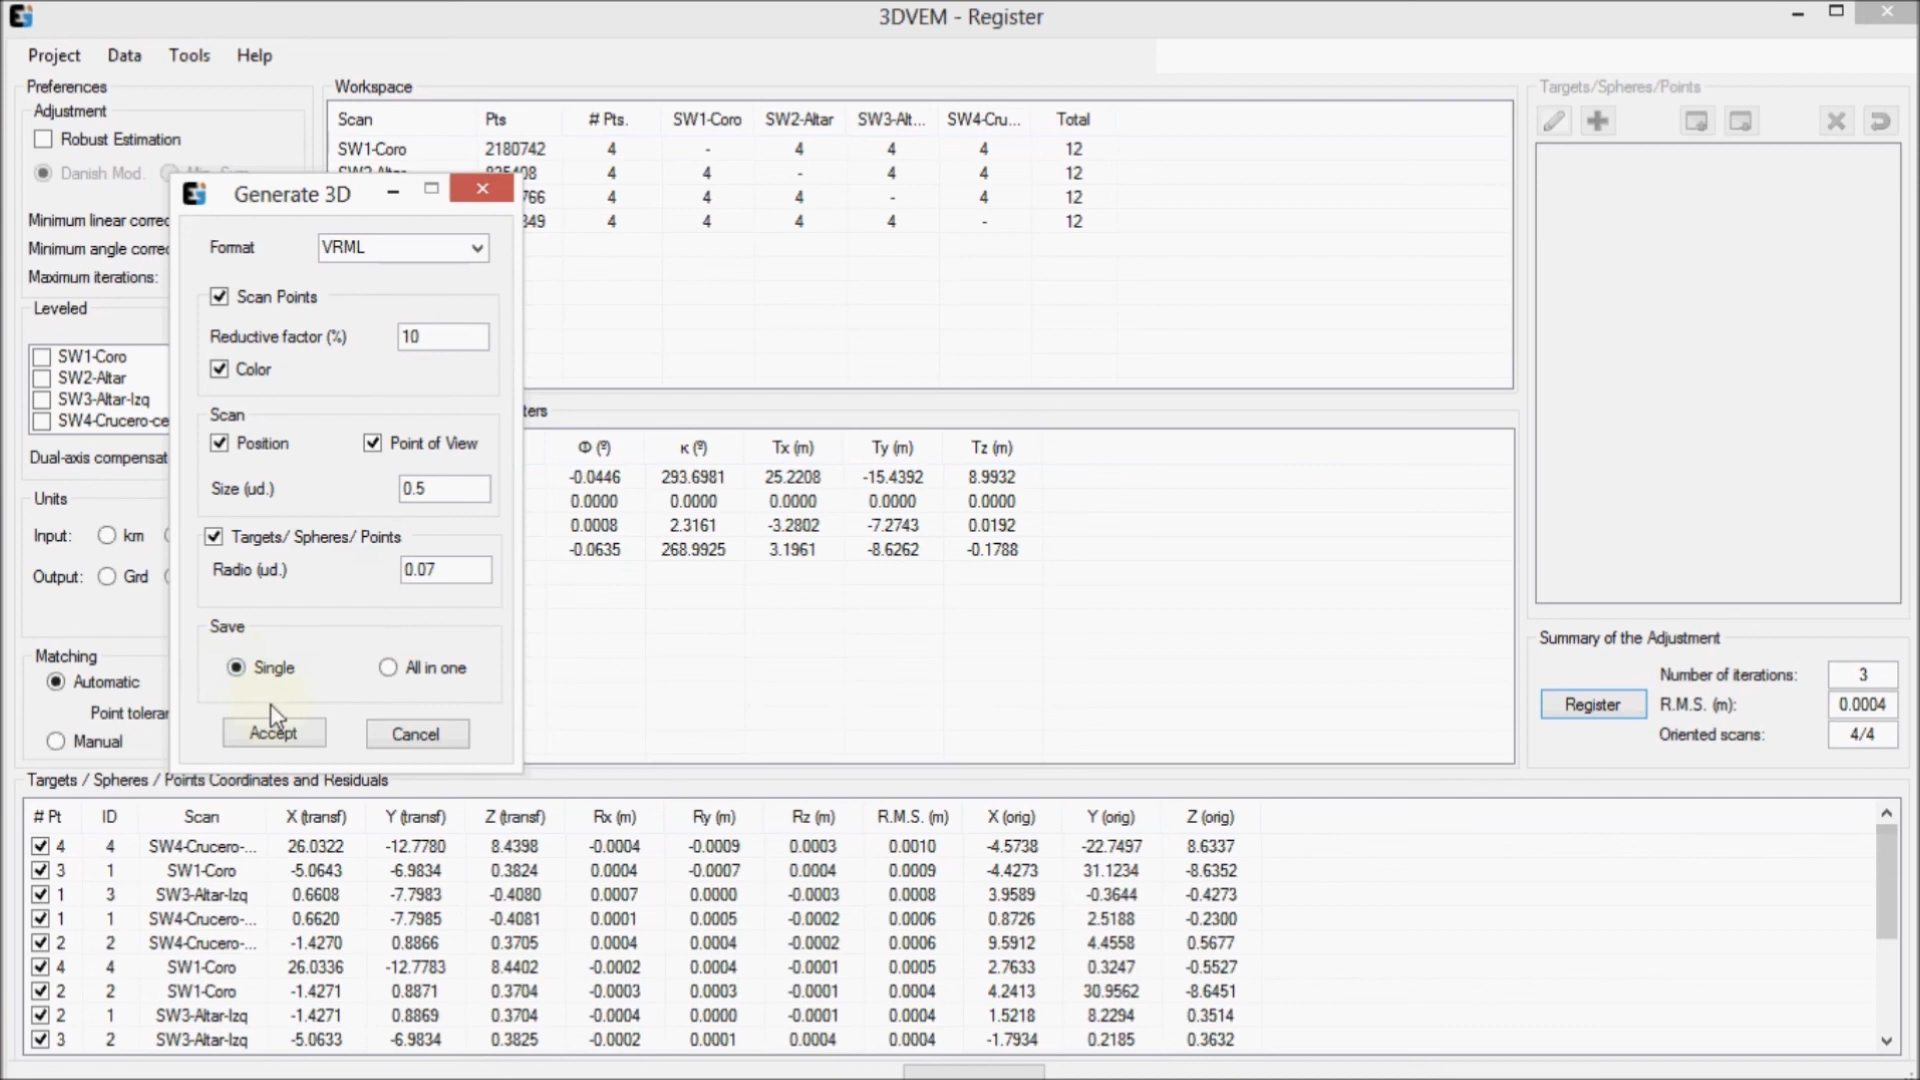 3DVEM - Register
Project Data Tools Help
Preferences
Adjustment
Robust Estimation
Danish Mod.
Minimum linear correc
Minimum angle correc
Maximum iterations:
Leveled
SW1-Coro
SW2-Altar
SW3-Altar-Izq
SW4-Crucero-ce
Dual-axis compensat
Units
Input: km
Output: Grd
Matching
Automatic
Point toleran
Manual
Workspace
Scan Pts # Pts. SW1-Coro SW2-Altar SW3-Alt... SW4-Cru... Total
SW1-Coro 2180742 4 - 4 4 4 12
4 4 - 4 4 12
766 4 4 4 - 4 12
349 4 4 4 4 - 12
Generate 3D
Format VRML
Scan Points
Reductive factor (%) 10
Color
Scan
Position Point of View
Size (ud.) 0.5
Targets/ Spheres/ Points
Radio (ud.) 0.07
Save
Single All in one
Accept Cancel
ters
Φ (º) κ (º) Tx (m) Ty (m) Tz (m)
-0.0446 293.6981 25.2208 -15.4392 8.9932
0.0000 0.0000 0.0000 0.0000 0.0000
0.0008 2.3161 -3.2802 -7.2743 0.0192
-0.0635 268.9925 3.1961 -8.6262 -0.1788
Targets/Spheres/Points
Summary of the Adjustment
Number of iterations: 3
Register R.M.S. (m): 0.0004
Oriented scans: 4/4
Targets / Spheres / Points Coordinates and Residuals
# Pt ID Scan X (transf) Y (transf) Z (transf) Rx (m) Ry (m) Rz (m) R.M.S. (m) X (orig) Y (orig) Z (orig)
4 4 SW4-Crucero-... 26.0322 -12.7780 8.4398 -0.0004 -0.0009 0.0003 0.0010 -4.5738 -22.7497 8.6337
3 1 SW1-Coro -5.0643 -6.9834 0.3824 0.0004 -0.0007 0.0004 0.0009 -4.4273 31.1234 -8.6352
1 3 SW3-Altar-Izq 0.6608 -7.7983 -0.4080 0.0007 0.0000 -0.0003 0.0008 3.9589 -0.3644 -0.4273
1 1 SW4-Crucero-... 0.6620 -7.7985 -0.4081 0.0001 0.0005 -0.0002 0.0006 0.8726 2.5188 -0.2300
2 2 SW4-Crucero-... -1.4270 0.8866 0.3705 0.0004 0.0004 -0.0002 0.0006 9.5912 4.4558 0.5677
4 4 SW1-Coro 26.0336 -12.7783 8.4402 -0.0002 0.0004 -0.0001 0.0005 2.7633 0.3247 -0.5527
2 2 SW1-Coro -1.4271 0.8871 0.3704 -0.0003 0.0003 -0.0001 0.0004 4.2413 30.9562 -8.6451
2 1 SW3-Altar-Izq -1.4271 0.8869 0.3704 -0.0004 0.0000 -0.0001 0.0004 1.5218 8.2294 0.3514
3 2 SW3-Altar-Izq -5.0633 -6.9834 0.3825 -0.0002 0.0001 0.0004 0.0004 -1.7934 0.2185 0.3632